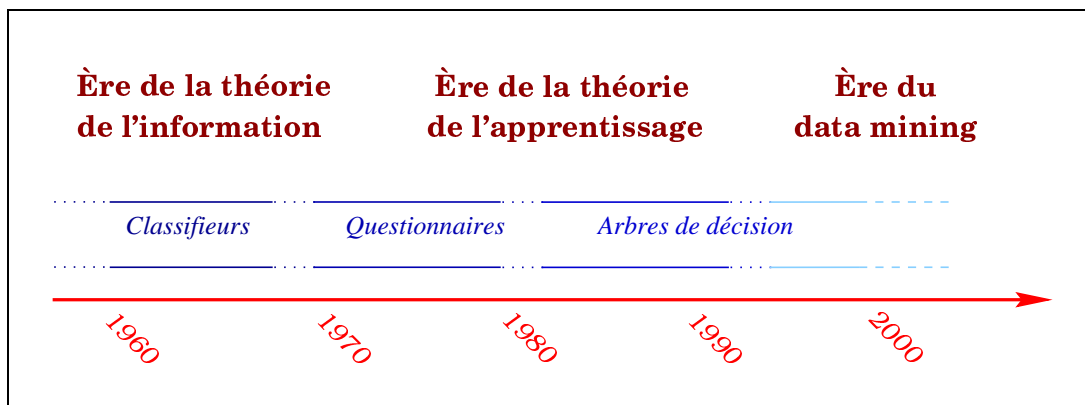 Ère de la théorie
de l'information
Ère de la théorie
de l'apprentissage
Ère du
data mining
Classifieurs
Questionnaires
Arbres de décision
1960
1970
1980
1990
2000